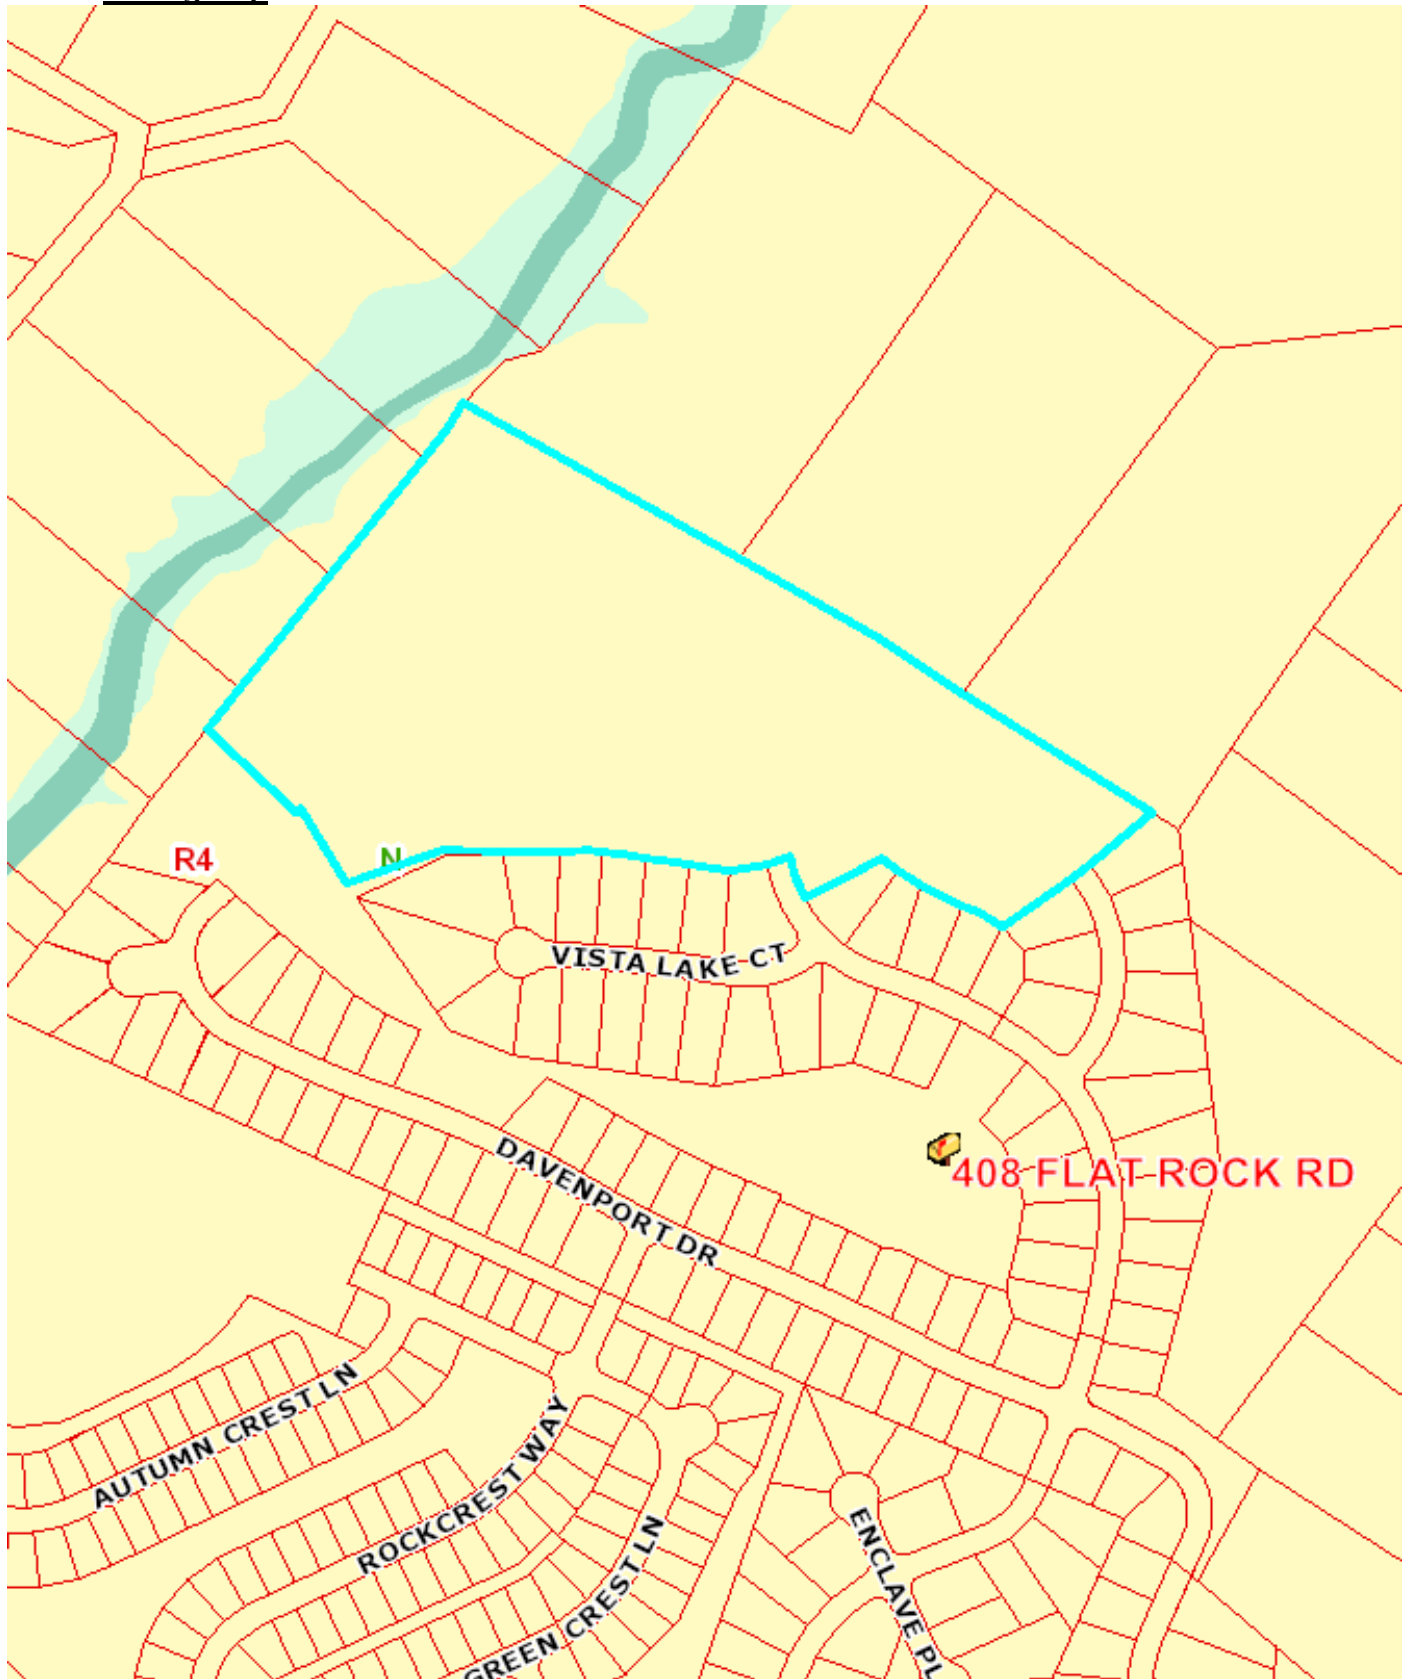 R4
N
VISTA LAKE CT
408 FLAT ROCK RD
DAVENPORT DR
AUTUMN CREST LN
ROCKCREST WAY
GREEN CREST LN
ENCLAVE PL